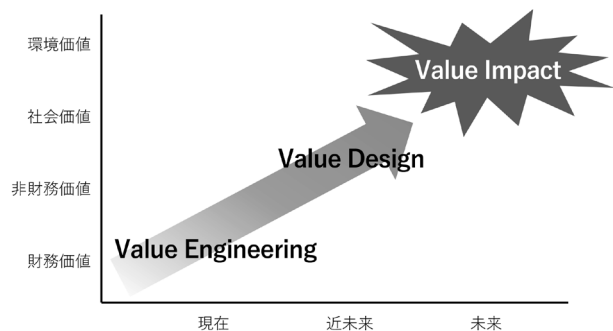 環境価値
Value Impact
社会価値
Value Design
非財務価値
Value Engineering
財務価値
現在
近未来
未来